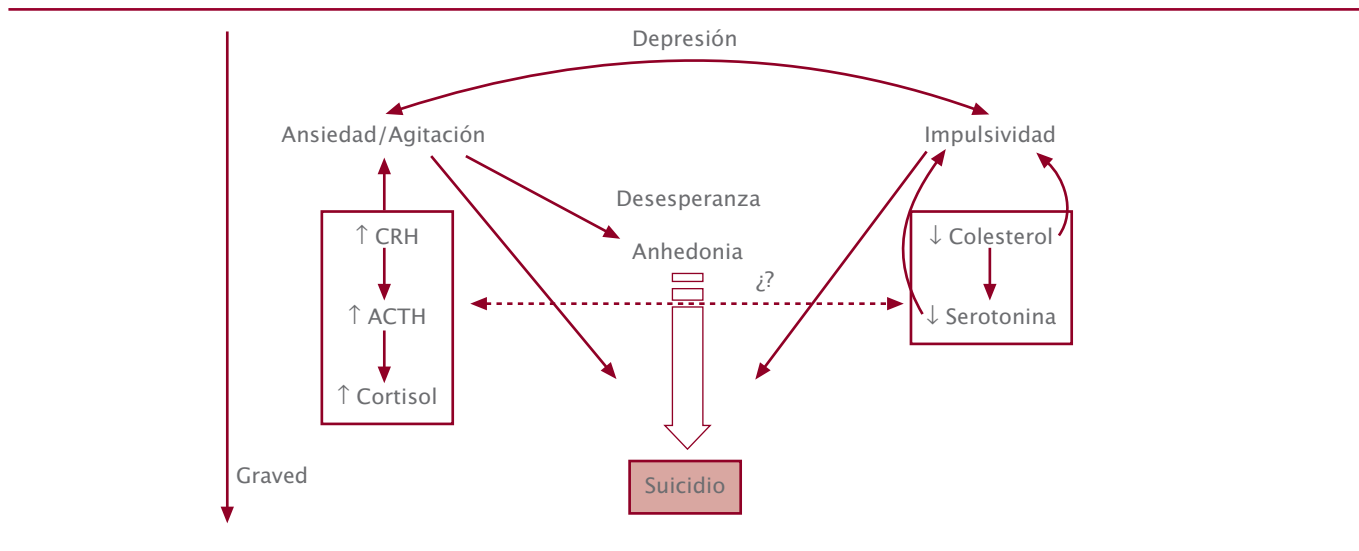 Depresión
Ansiedad/Agitación
Impulsividad
Desesperanza
Anhedonia
↑ CRH
↑ ACTH
↑ Cortisol
¿?
↓ Colesterol
↓ Serotonina
Graved
Suicidio